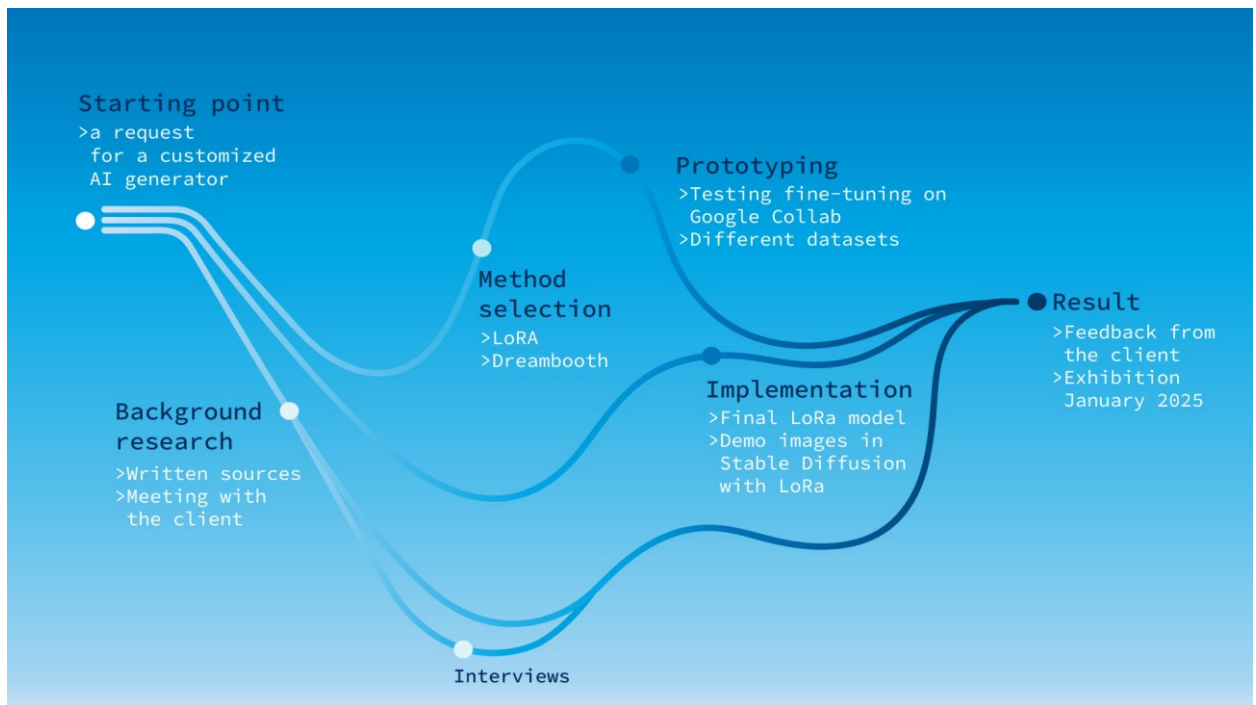 Starting point
>a request
for a customized
AI generator
Background
research
>Written sources
>Meeting with
the client
Interviews
Method
selection
>LoRA
>Dreambooth
Prototyping
>Testing fine-tuning on
Google Collab
>Different datasets
Implementation
>Final LoRa model
>Demo images in
Stable Diffusion
with LoRa
Result
>Feedback from
the client
>Exhibition
January 2025